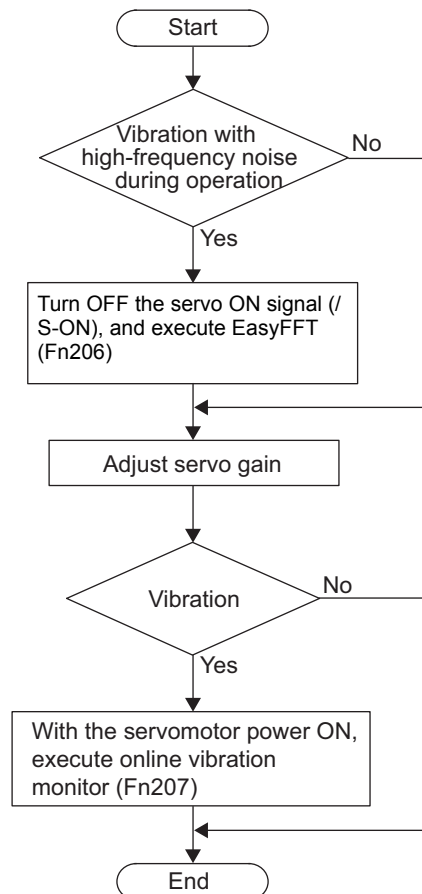 Start
Vibration with
high-frequency noise
during operation
No
Yes
Turn OFF the servo ON signal (/
S-ON), and execute EasyFFT
(Fn206)
Adjust servo gain
Vibration
No
Yes
With the servomotor power ON,
execute online vibration
monitor (Fn207)
End